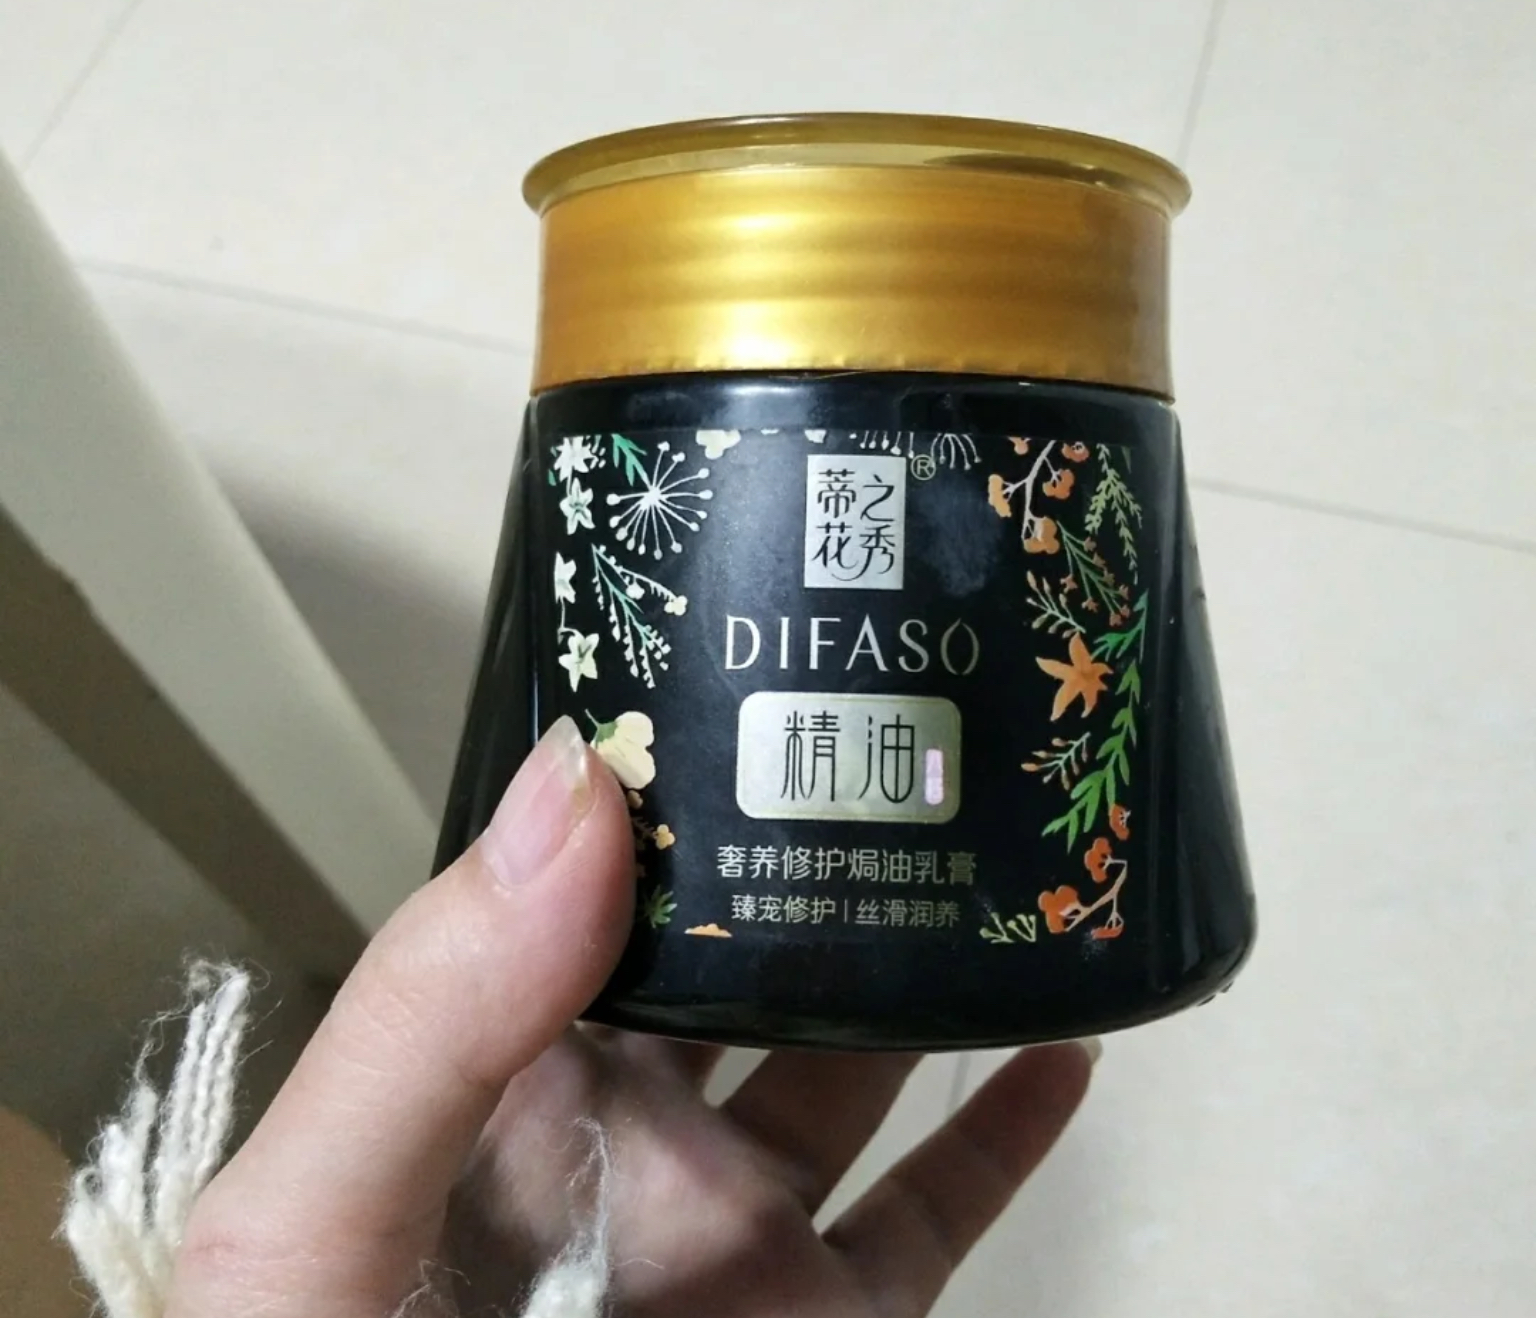 蒂之
花秀
®
DIFASO
精油
奢养修护焗油乳膏
臻宠修护|丝滑润养